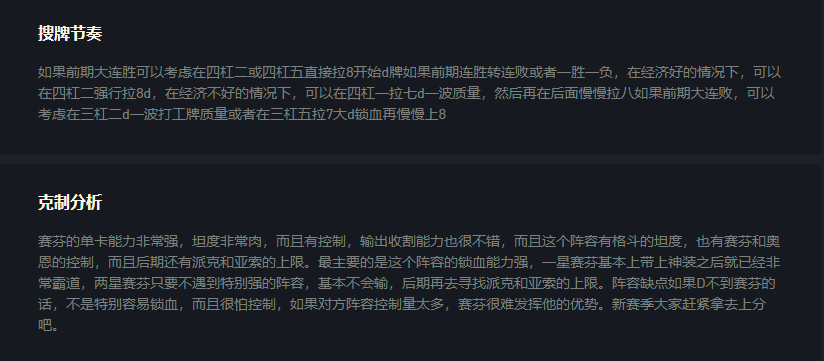 搜牌节奏
如果前期大连胜可以考虑在四杠二或四杠五直接拉8开始d牌如果前期连胜转连败或者一胜一负，在经济好的情况下，可以
在四杠二强行拉8d，在经济不好的情况下，可以在四杠一拉七d一波质量，然后再在后面慢慢拉八如果前期大连败，可以
考虑在三杠二d一波打工牌质量或者在三杠五拉7大d锁血再慢慢上8
克制分析
赛芬的单卡能力非常强，坦度非常肉，而且有控制，输出收割能力也很不错，而且这个阵容有格斗的坦度，也有赛芬和奥
恩的控制，而且后期还有派克和亚索的上限。最主要的是这个阵容的锁血能力强，一星赛芬基本上带上神装之后就已经非
常霸道，两星赛芬只要不遇到特别强的阵容，基本不会输，后期再去寻找派克和亚索的上限。阵容缺点如果D不到赛芬的
话，不是特别容易锁血，而且很怕控制，如果对方阵容控制量太多，赛芬很难发挥他的优势。新赛季大家赶紧拿去上分
吧。